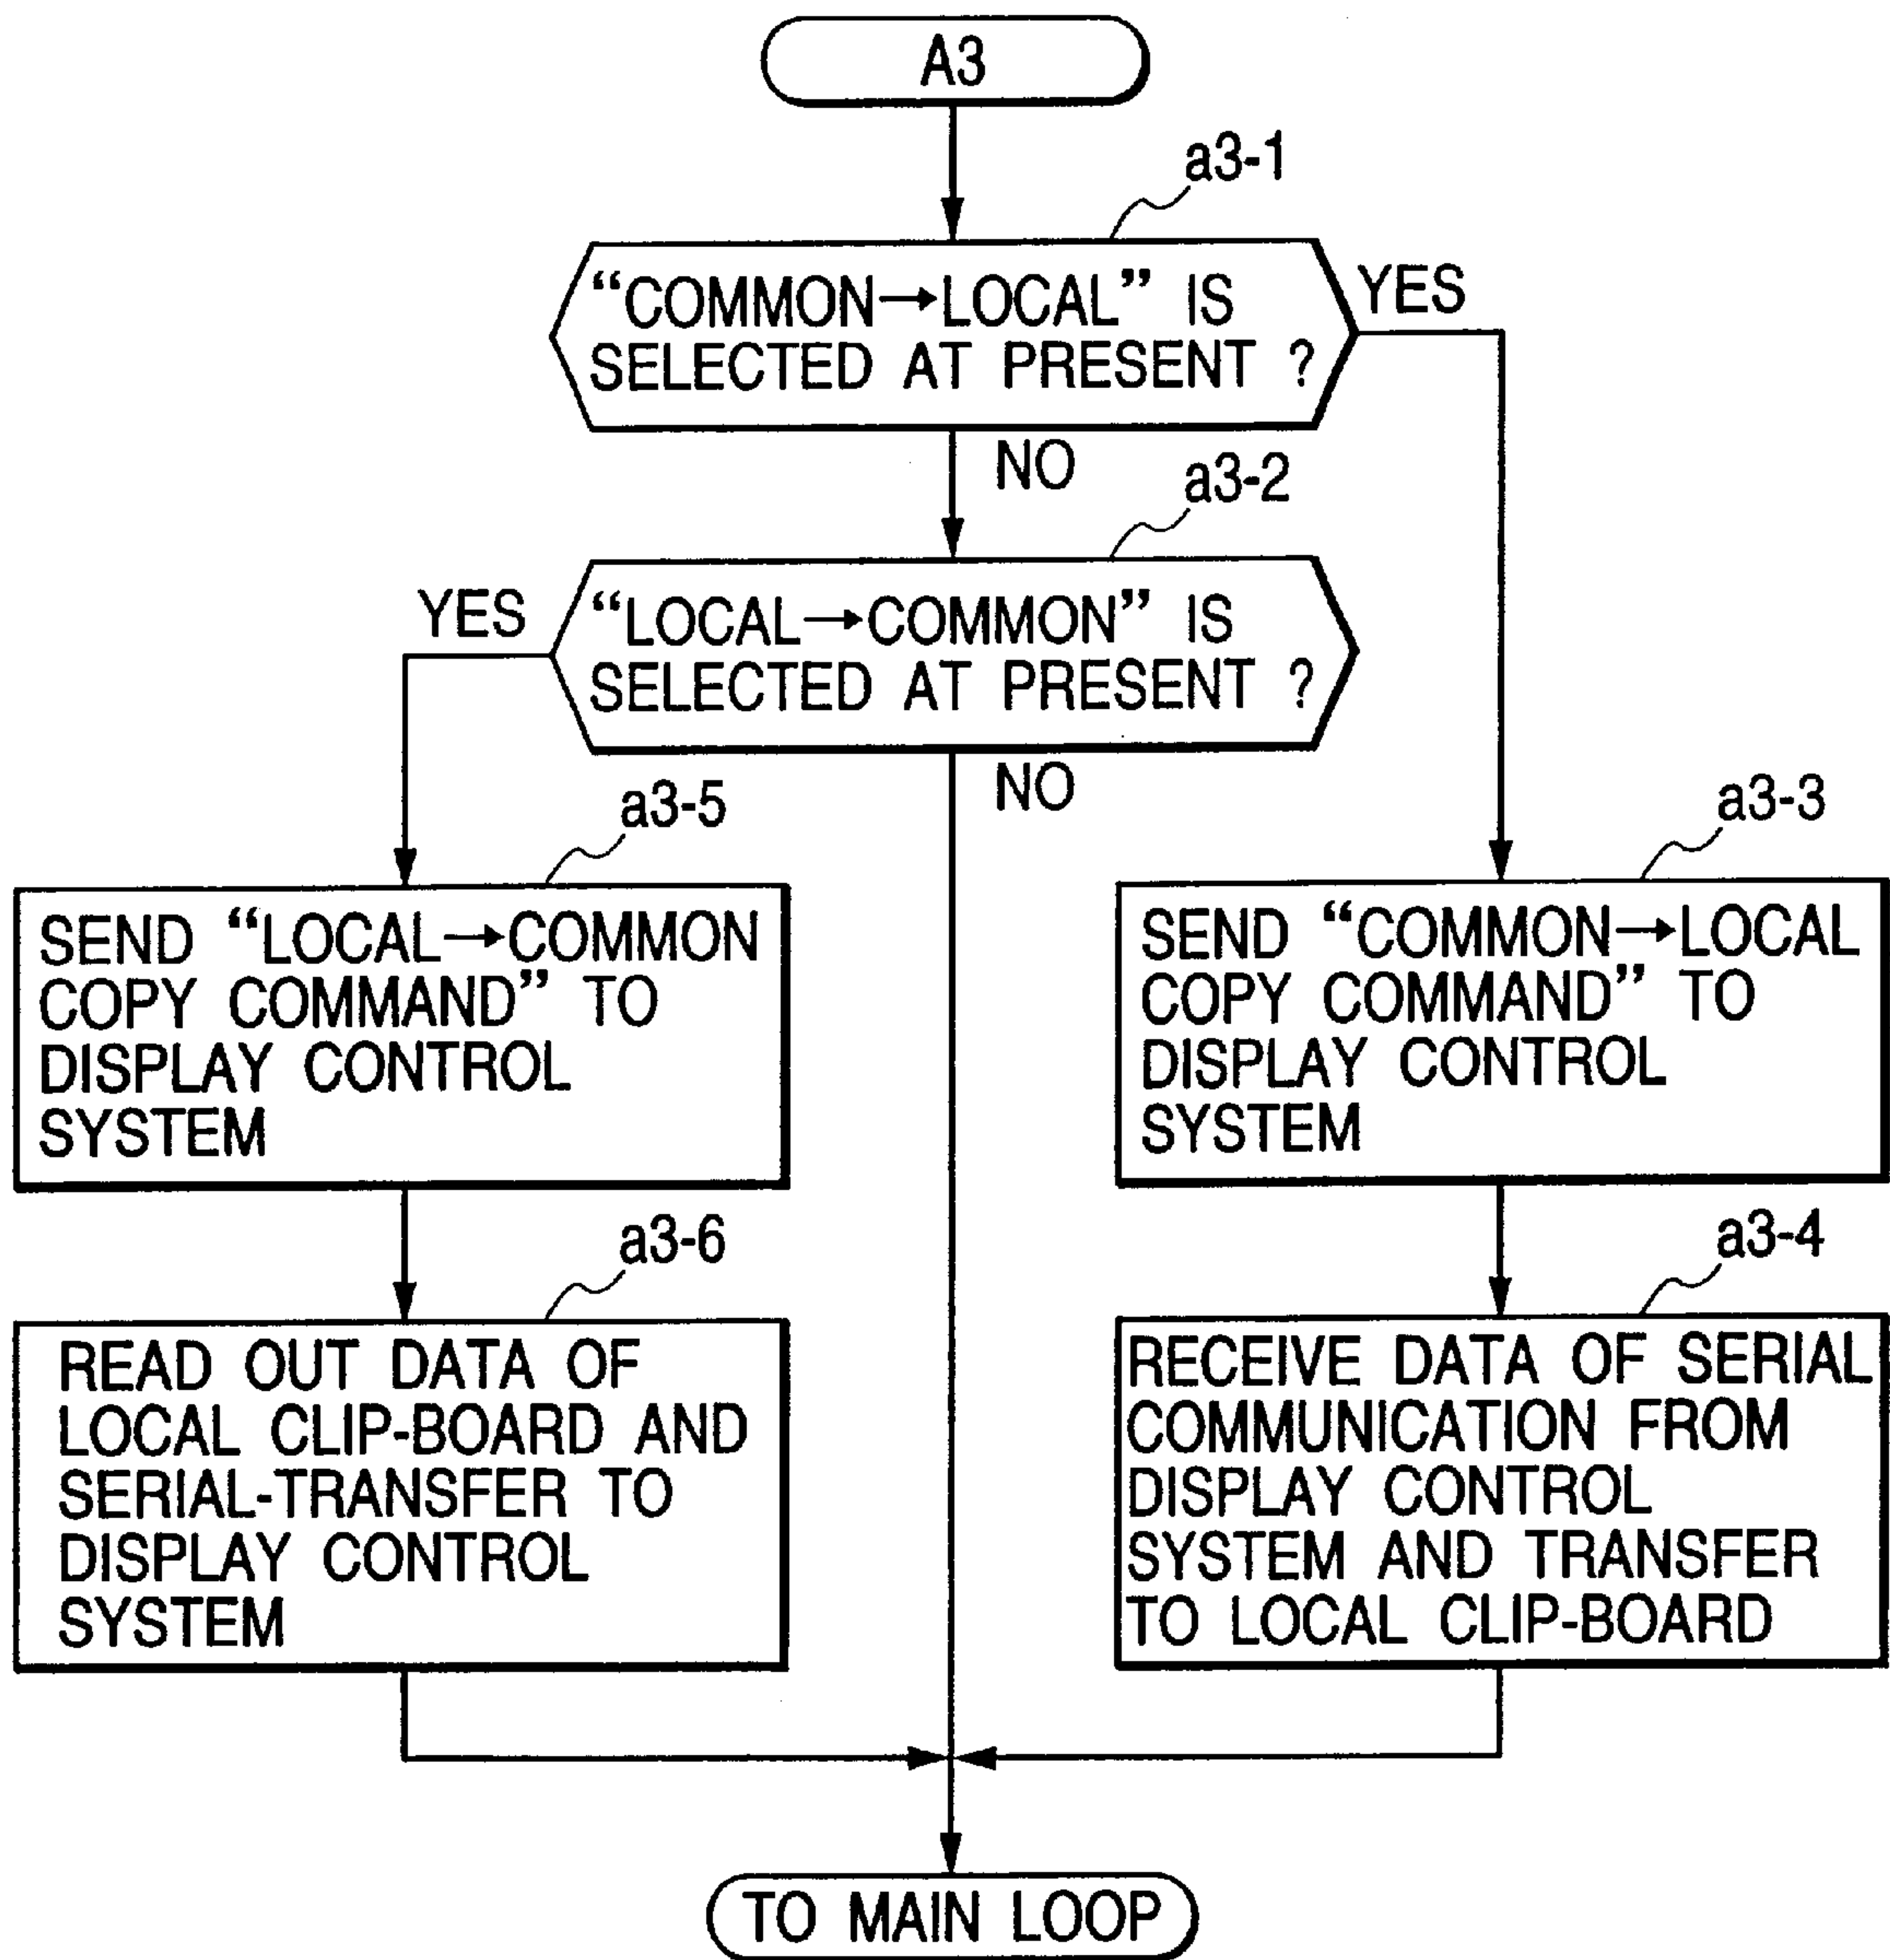 A3
a3-1
“COMMON→LOCAL” IS
SELECTED AT PRESENT ?
YES
NO
a3-2
“LOCAL→COMMON” IS
SELECTED AT PRESENT ?
YES
NO
a3-5
SEND “LOCAL→COMMON
COPY COMMAND” TO
DISPLAY CONTROL
SYSTEM
a3-3
SEND “COMMON→LOCAL
COPY COMMAND” TO
DISPLAY CONTROL
SYSTEM
a3-6
READ OUT DATA OF
LOCAL CLIP-BOARD AND
SERIAL-TRANSFER TO
DISPLAY CONTROL
SYSTEM
a3-4
RECEIVE DATA OF SERIAL
COMMUNICATION FROM
DISPLAY CONTROL
SYSTEM AND TRANSFER
TO LOCAL CLIP-BOARD
TO MAIN LOOP